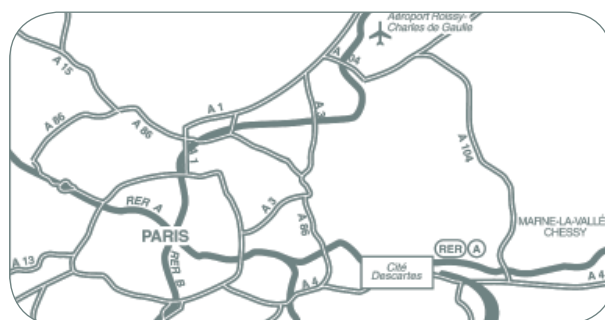 Aéroport Roissy-
Charles de Gaulle
A 104
A 15
A 86
A 86
A 1
A 1
A 3
A 104
RER A
A 3
A 86
PARIS
RER B
A 13
A 4
Cité
Descartes
RER A
MARNE-LA-VALLÉ
CHESSY
A 4